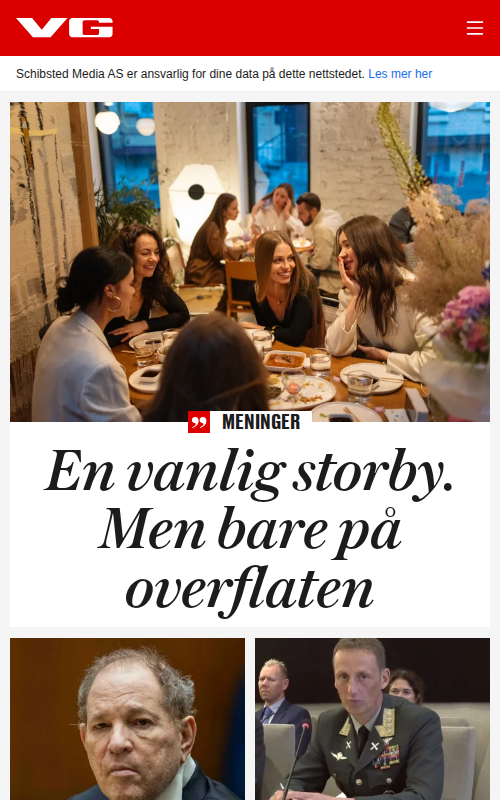 VG
Schibsted Media AS er ansvarlig for dine data på dette nettstedet. Les mer her
MENINGER
En vanlig storby.
Men bare på
overflaten